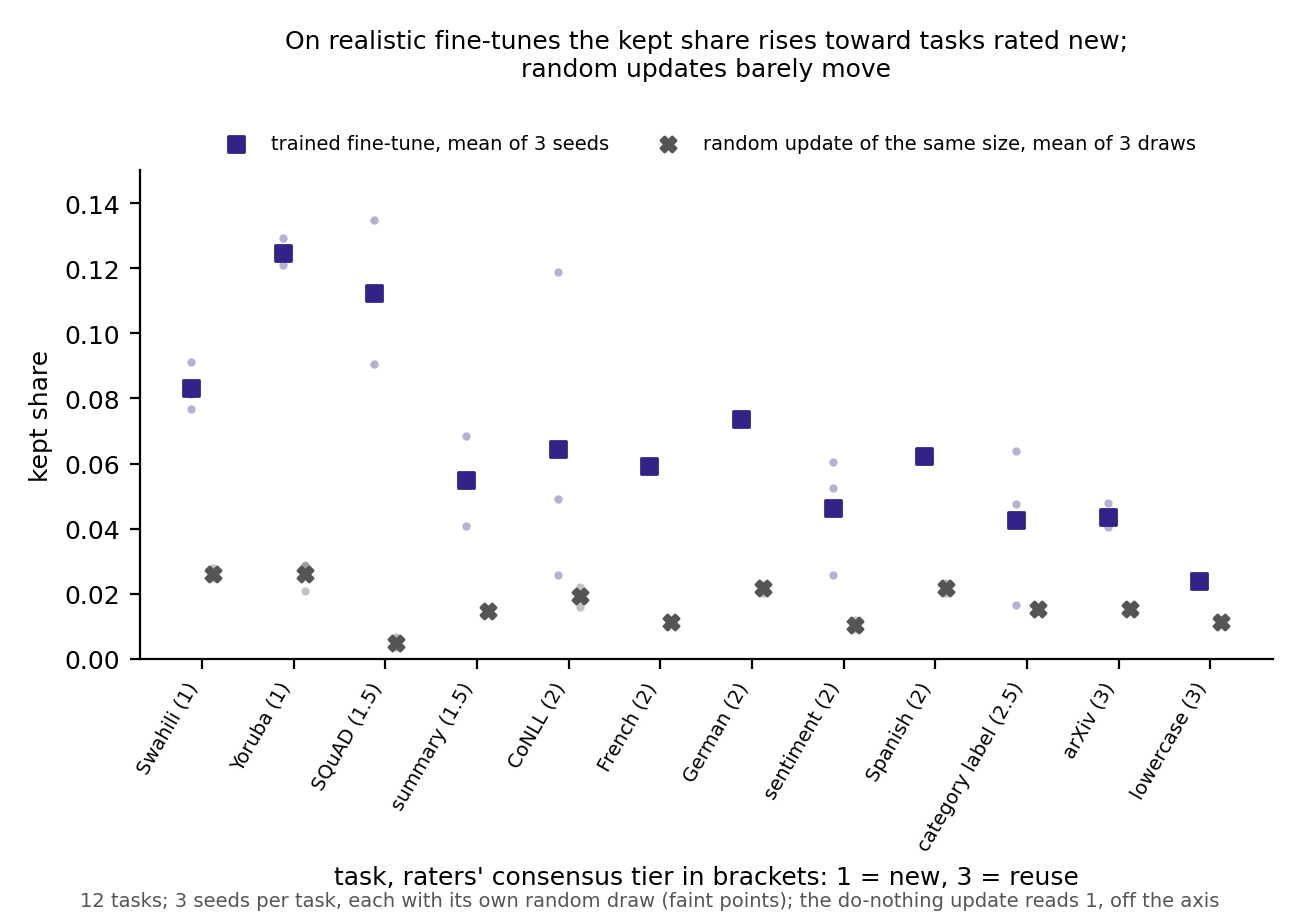 On realistic fine-tunes the kept share rises toward tasks rated new;
random updates barely move
trained fine-tune, mean of 3 seeds
random update of the same size, mean of 3 draws
kept share
0.14
0.12
0.10
0.08
0.06
0.04
0.02
0.00
Swahili (1)
Yoruba (1)
SQuAD (1.5)
summary (1.5)
CoNLL (2)
French (2)
German (2)
sentiment (2)
Spanish (2)
category label (2.5)
arXiv (3)
lowercase (3)
task, raters' consensus tier in brackets: 1 = new, 3 = reuse
12 tasks; 3 seeds per task, each with its own random draw (faint points); the do-nothing update reads 1, off the axis